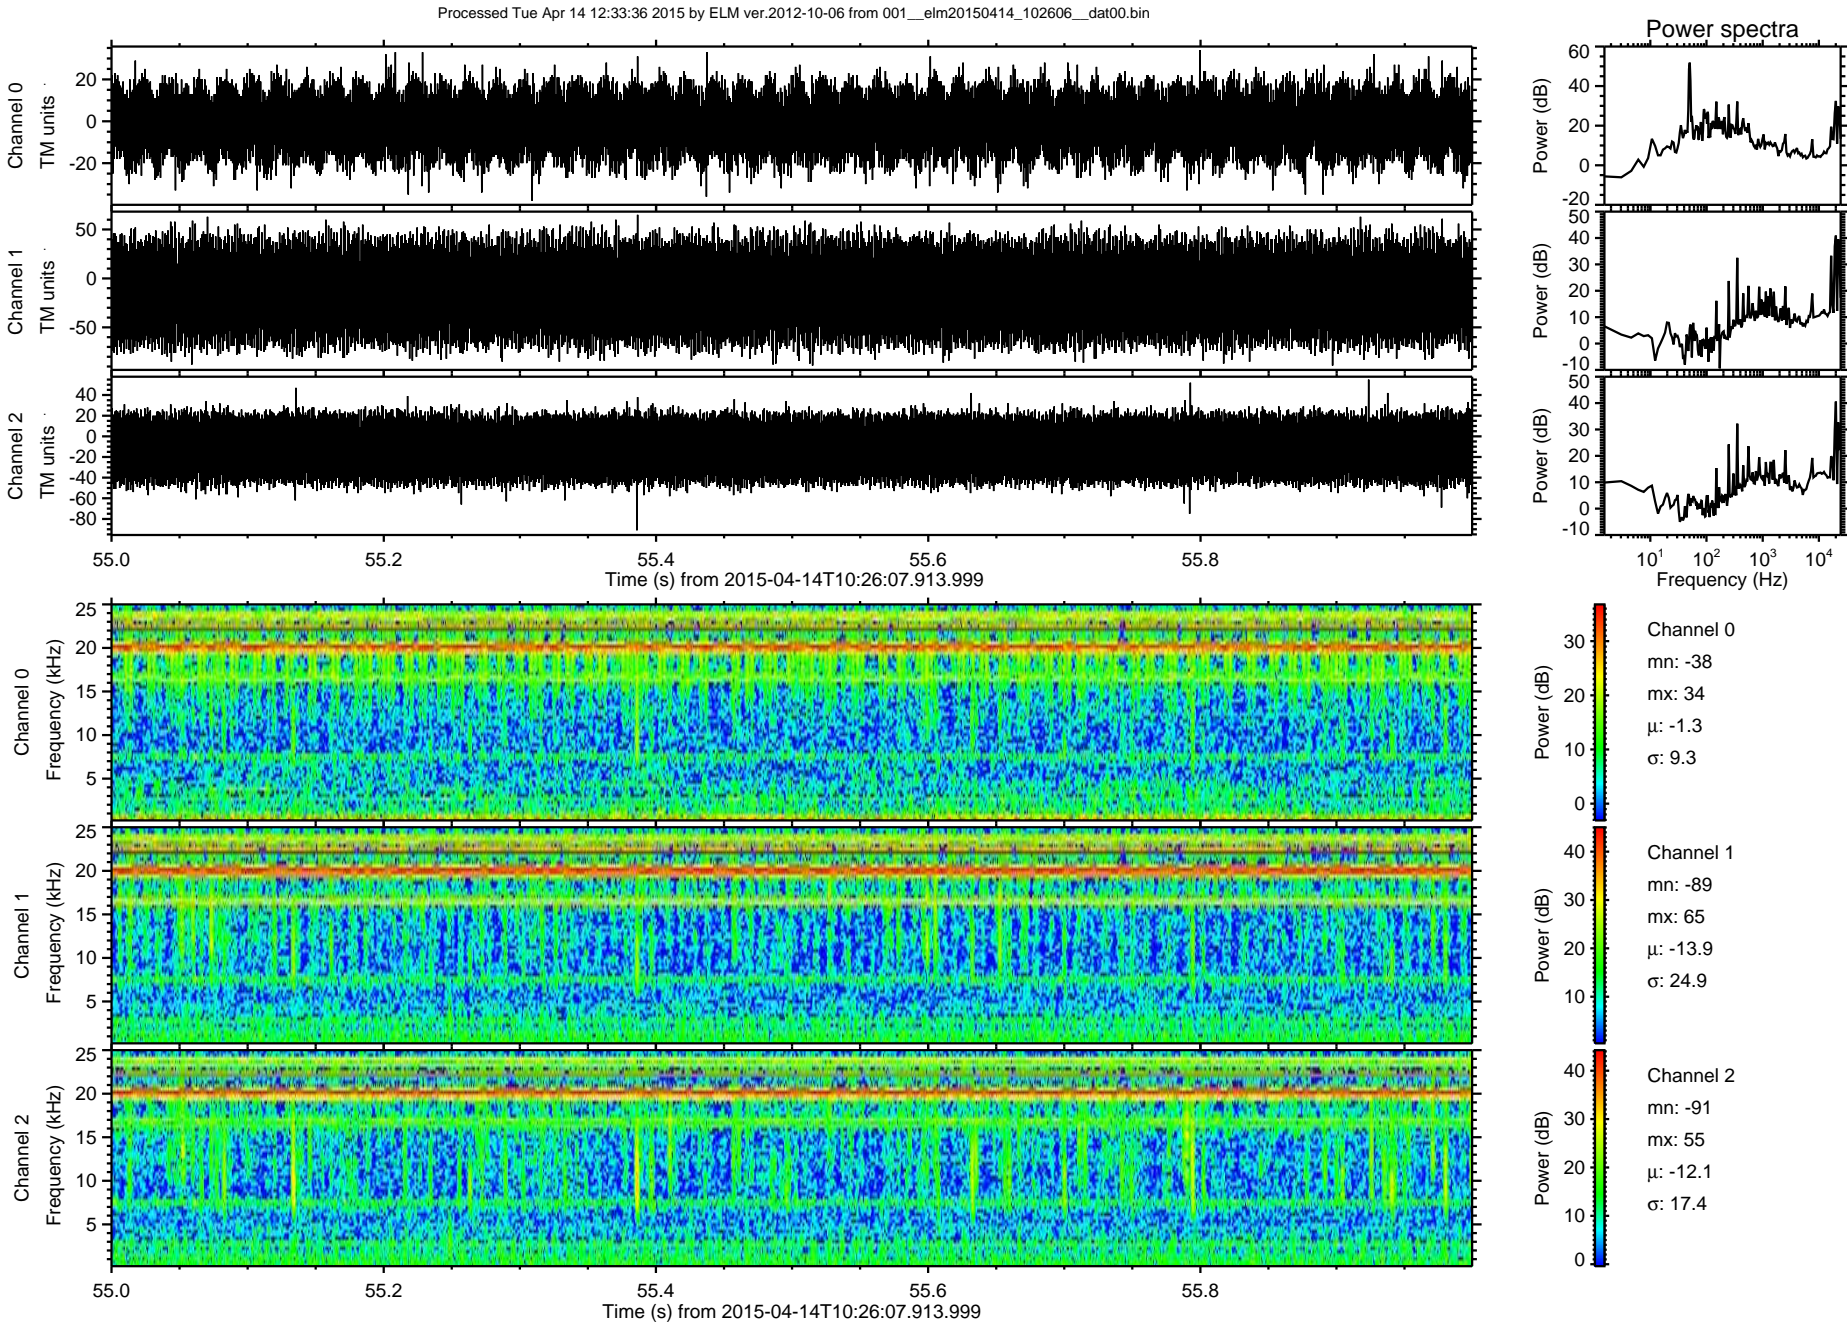 Processed Tue Apr 14 12:33:36 2015 by ELM ver.2012-10-06 from 001__elm20150414_102606__dat00.bin
Power spectra
Channel 0
TM units
20
0
-20
Power (dB)
60
40
20
0
-20
Channel 1
TM units
50
0
-50
Power (dB)
50
40
30
20
10
0
-10
Channel 2
TM units
40
20
0
-20
-40
-60
-80
Power (dB)
50
40
30
20
10
0
-10
55.0 55.2 55.4 55.6 55.8
Time (s) from 2015-04-14T10:26:07.913.999
10¹ 10² 10³ 10⁴
Frequency (Hz)
Channel 0
Frequency (kHz)
25
20
15
10
5
Power (dB)
30
20
10
0
Channel 0
mn: -38
mx: 34
μ: -1.3
σ: 9.3
Channel 1
Frequency (kHz)
25
20
15
10
5
Power (dB)
40
30
20
10
Channel 1
mn: -89
mx: 65
μ: -13.9
σ: 24.9
Channel 2
Frequency (kHz)
25
20
15
10
5
Power (dB)
40
30
20
10
0
Channel 2
mn: -91
mx: 55
μ: -12.1
σ: 17.4
55.0 55.2 55.4 55.6 55.8
Time (s) from 2015-04-14T10:26:07.913.999